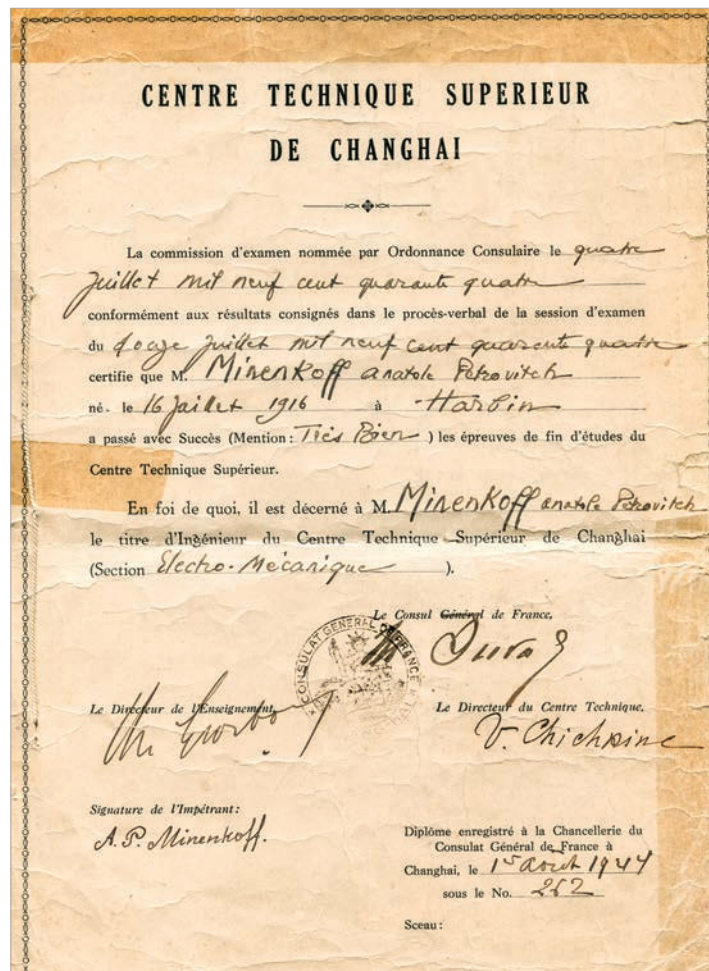 CENTRE TECHNIQUE SUPERIEUR
DE CHANGHAI
La commission d'examen nommée par Ordonnance Consulaire le quatre
juillet mil neuf cent quarante quatre
conformément aux résultats consignés dans le procès-verbal de la session d'examen
du douze juillet mil neuf cent quarante quatre
certifie que M. Minenkoff anatole Petrovitch
né. le 16 juillet 1916 à Harbin
a passé avec Succès (Mention: Très Bien ) les épreuves de fin d'études du
Centre Technique Supérieur.
En foi de quoi, il est décerné à M. Minenkoff anatole Petrovitch
le titre d'Ingénieur du Centre Technique Supérieur de Changhai
(Section Electro-Mécanique ).
Le Consul Général de France,
CONSULAT GENERAL DE FRANCE
Le Directeur de l'Enseignement,
Le Directeur du Centre Technique,
Signature de l'Impétrant:
A. P. Minenkoff.
Diplôme enregistré à la Chancellerie du
Consulat Général de France à
Changhai, le 1er Août 1944
sous le No. 262
Sceau: